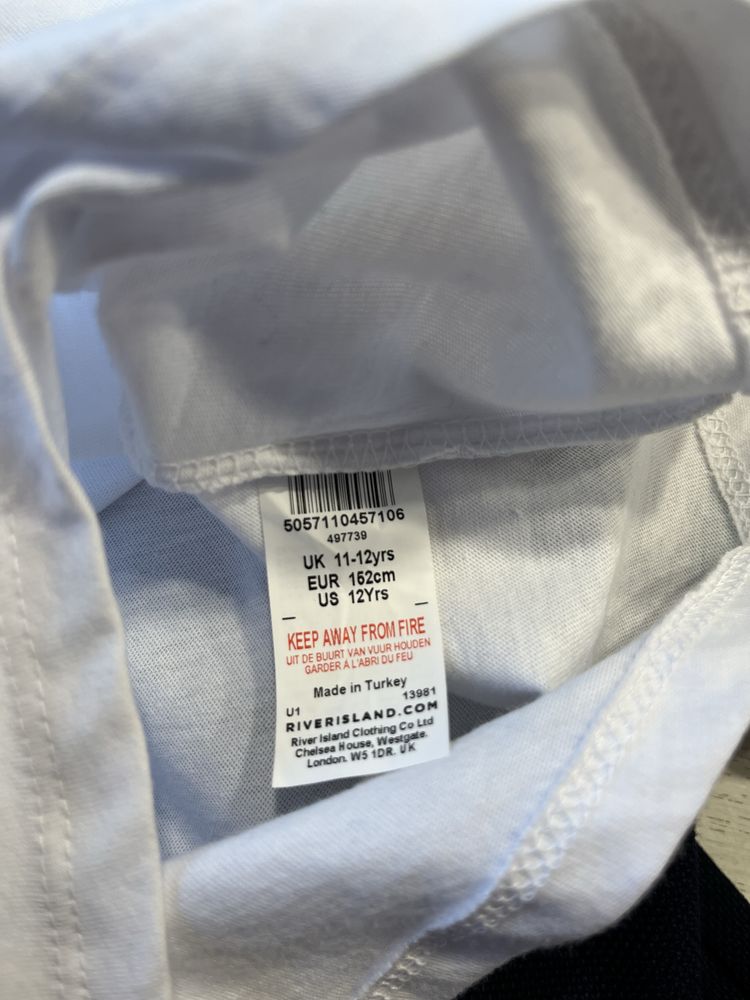 5057110457106
497739
UK 11-12yrs
EUR 152cm
US 12Yrs
KEEP AWAY FROM FIRE
UIT DE BUURT VAN VUUR HOUDEN
GARDER À L'ABRI DU FEU
Made in Turkey
U1 13981
RIVERISLAND.COM
River Island Clothing Co Ltd
Chelsea House, Westgate.
London. W5 1DR. UK